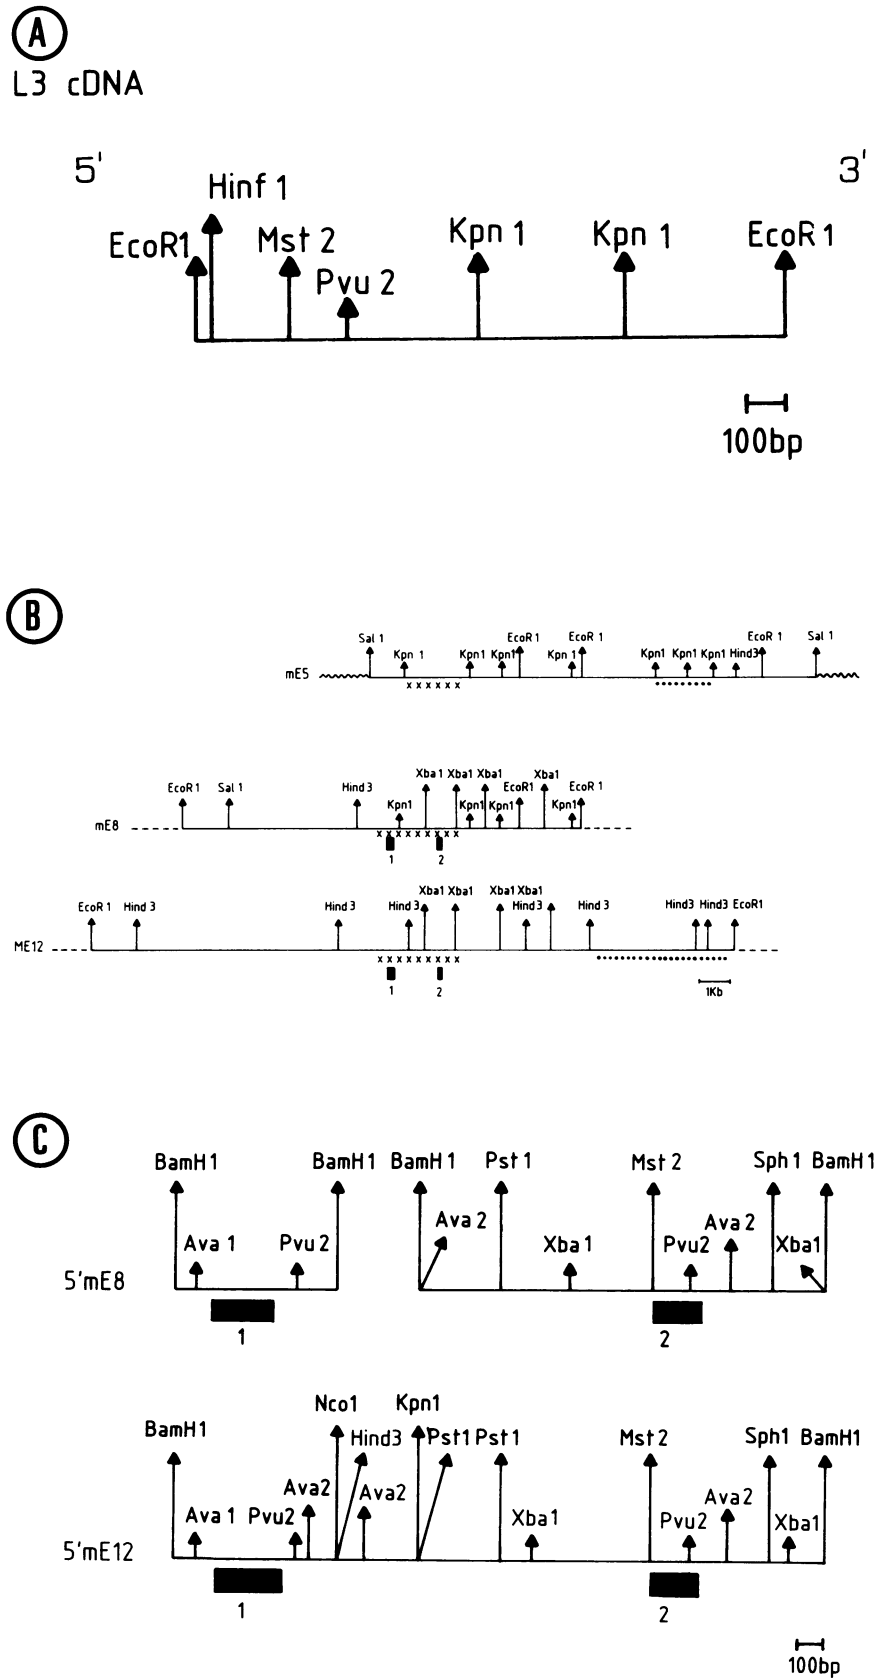 A
L3 cDNA
5' 3'
Hinf 1
EcoR1 Mst 2 Kpn 1 Kpn 1 EcoR 1
Pvu 2
100bp
B
Sal 1 EcoR 1 EcoR 1 EcoR 1 Sal 1
Kpn 1 Kpn1 Kpn1 Kpn 1 Kpn1 Kpn1 Kpn1 Hind3
mE5
x x x x x x
Xba 1 Xba1 Xba1 Xba1
EcoR 1 Sal 1 Hind 3 EcoR1 EcoR 1
Kpn1 Kpn1 Kpn1 Kpn1
mE8
x x x x x x x x x
1 2
Xba1 Xba1 Xba1 Xba1
EcoR 1 Hind 3 Hind 3 Hind 3 Hind 3 Hind 3 Hind3 Hind3 EcoR1
ME12
x x x x x x x x x
1 2
1Kb
C
BamH1 BamH1 BamH1 Pst 1 Mst 2 Sph 1 BamH1
Ava 2 Ava 2
Ava 1 Pvu 2 Xba 1 Pvu2 Xba1
5'mE8
1 2
Nco1 Kpn1
BamH1 Hind3 Pst1 Pst1 Mst2 Sph1 BamH1
Ava2 Ava2 Ava2
Ava 1 Pvu2 Xba1 Pvu2 Xba1
5'mE12
1 2
100bp